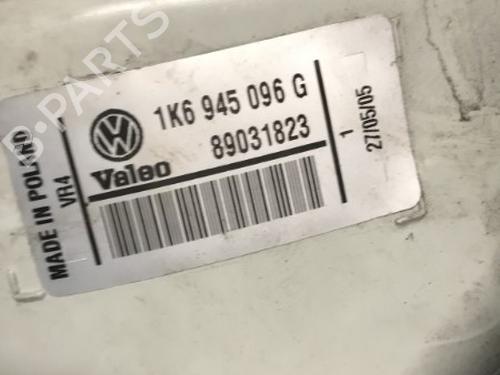 B-PARTS
MADE IN POLAND
VR4
1K6 945 096 G
89031823
Valeo
1
27/05/05